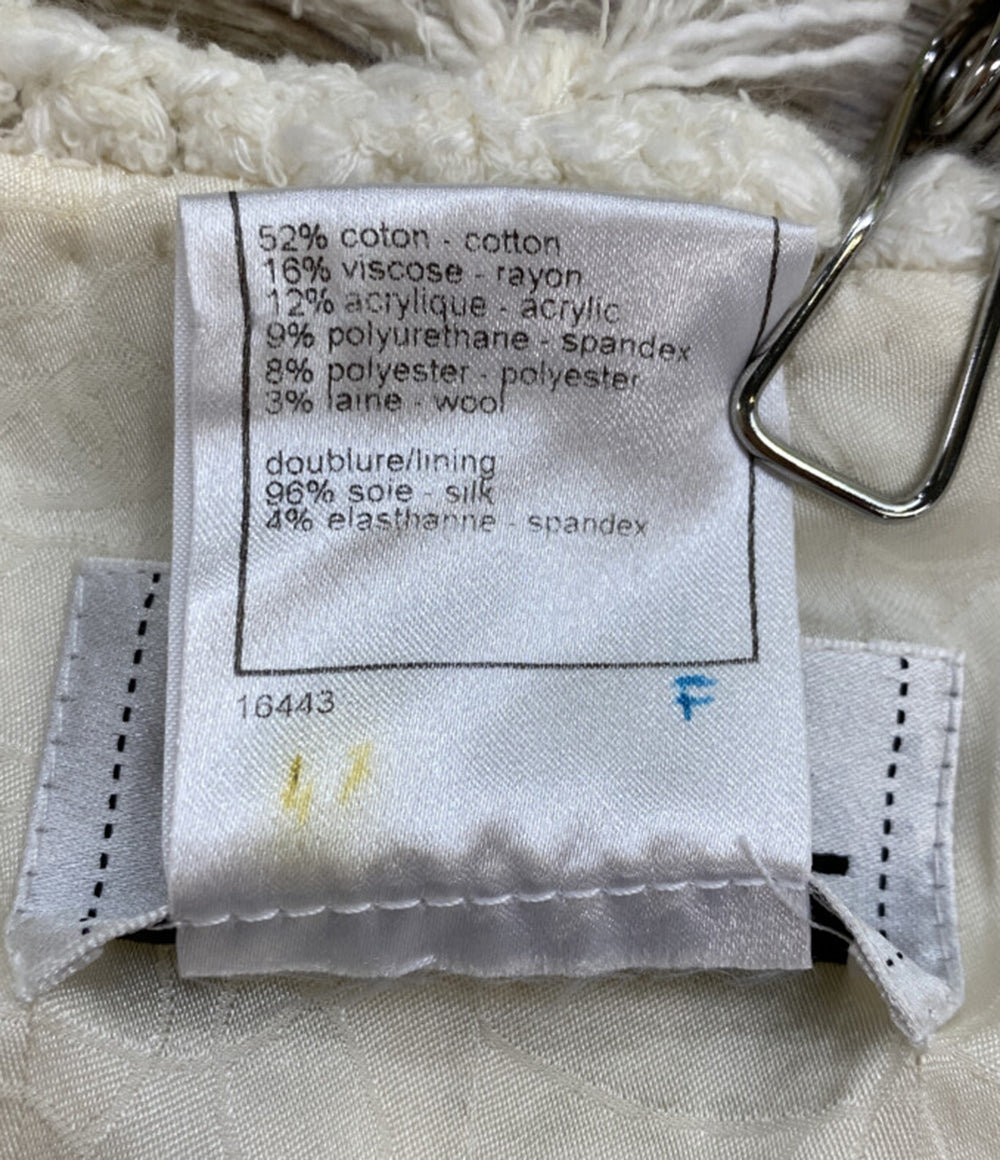 52% coton - cotton
16% viscose - rayon
12% acrylique - acrylic
9% polyurethane - spandex
8% polyester - polyester
3% laine - wool
doublure/lining
96% soie - silk
4% elasthanne - spandex
16443
F